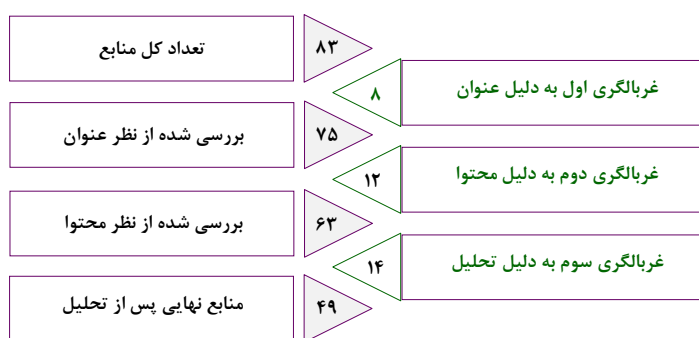 تعداد کل منابع
۸۳
غربالگری اول به دلیل عنوان
۸
بررسی شده از نظر عنوان
۷۵
غربالگری دوم به دلیل محتوا
۱۲
بررسی شده از نظر محتوا
۶۳
غربالگری سوم به دلیل تحلیل
۱۴
منابع نهایی پس از تحلیل
۴۹